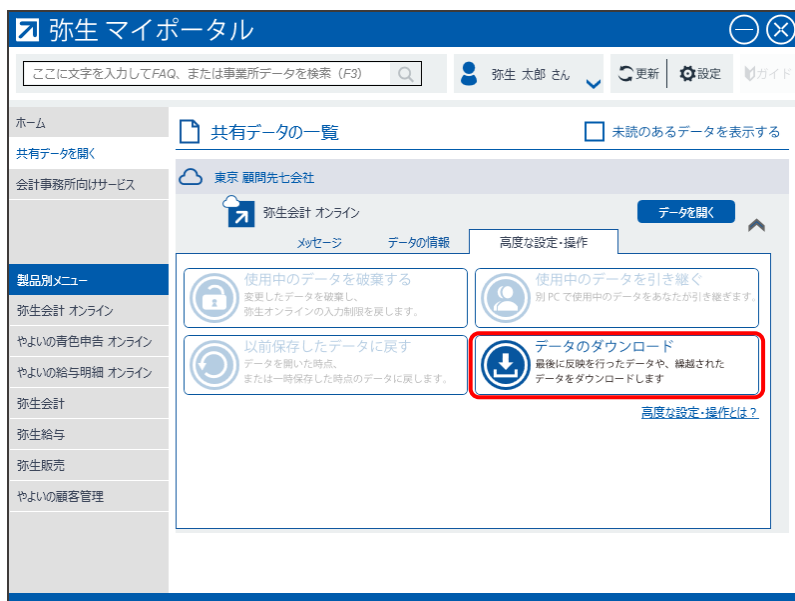 弥生 マイポータル
ここに文字を入力してFAQ、または事業所データを検索（F3）
弥生 太郎 さん
更新
設定
ガイド
ホーム
共有データを開く
会計事務所向けサービス
製品別メニュー
弥生会計 オンライン
やよいの青色申告 オンライン
やよいの給与明細 オンライン
弥生会計
弥生給与
弥生販売
やよいの顧客管理
共有データの一覧
未読のあるデータを表示する
東京 顧問先七会社
弥生会計 オンライン
データを開く
メッセージ
データの情報
高度な設定・操作
使用中のデータを破棄する
変更したデータを破棄し、
弥生オンラインの入力制限を戻します。
使用中のデータを引き継ぐ
別 PC で使用中のデータをあなたが引き継ぎます。
以前保存したデータに戻す
データを開いた時点、
または一時保存した時点のデータに戻します。
データのダウンロード
最後に反映を行ったデータや、繰越された
データをダウンロードします
高度な設定・操作とは？